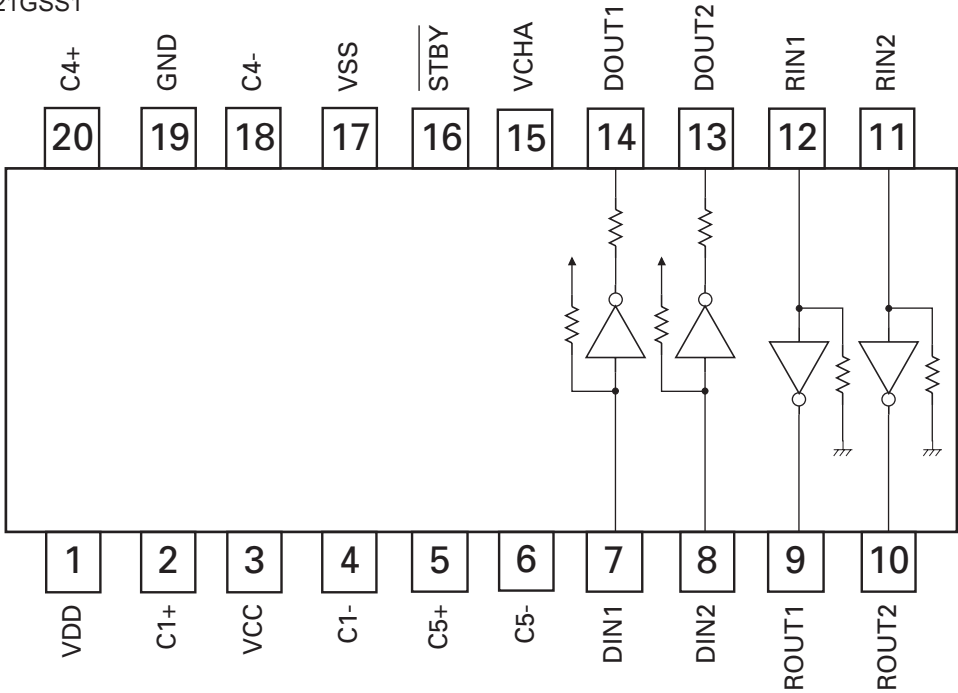 C4+ GND C4- VSS STBY VCHA DOUT1 DOUT2 RIN1 RIN2
20 19 18 17 16 15 14 13 12 11
1 2 3 4 5 6 7 8 9 10
VDD C1+ VCC C1- C5+ C5- DIN1 DIN2 ROUT1 ROUT2